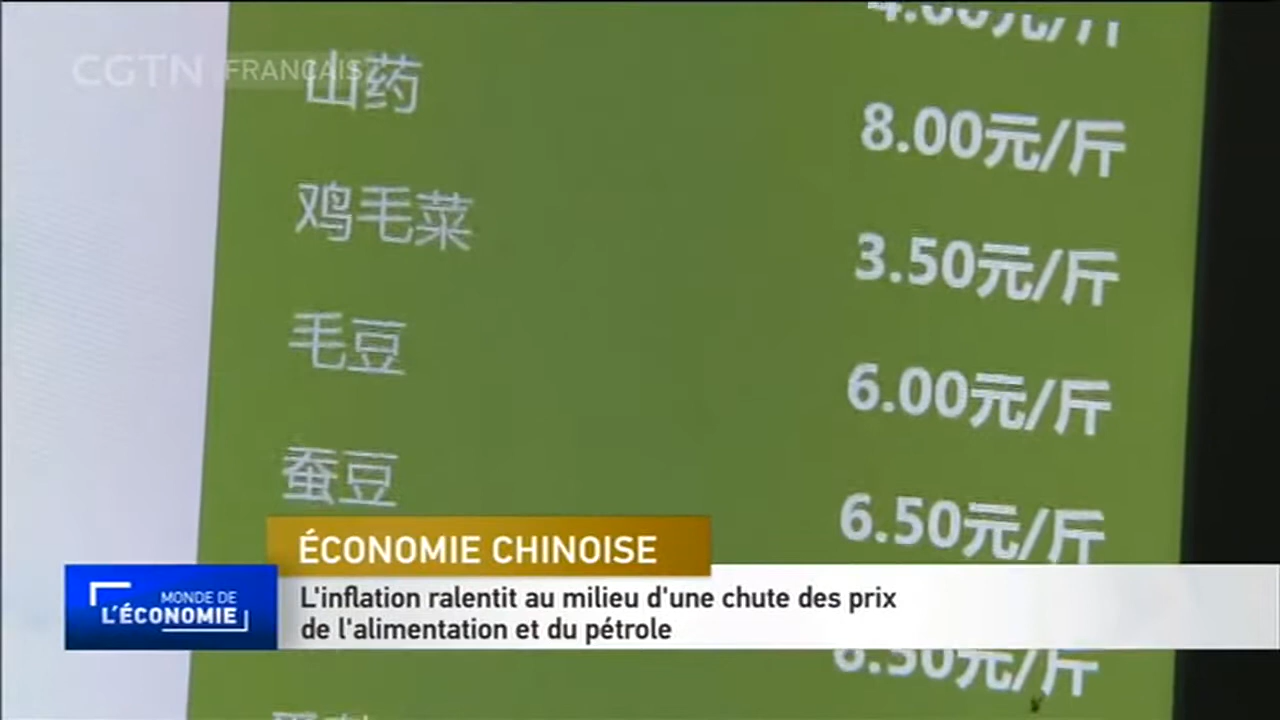 CGTN FRANÇAIS
山药 8.00元/斤
鸡毛菜 3.50元/斤
毛豆 6.00元/斤
蚕豆 6.50元/斤
ÉCONOMIE CHINOISE
MONDE DE
L'ÉCONOMIE
L'inflation ralentit au milieu d'une chute des prix
de l'alimentation et du pétrole